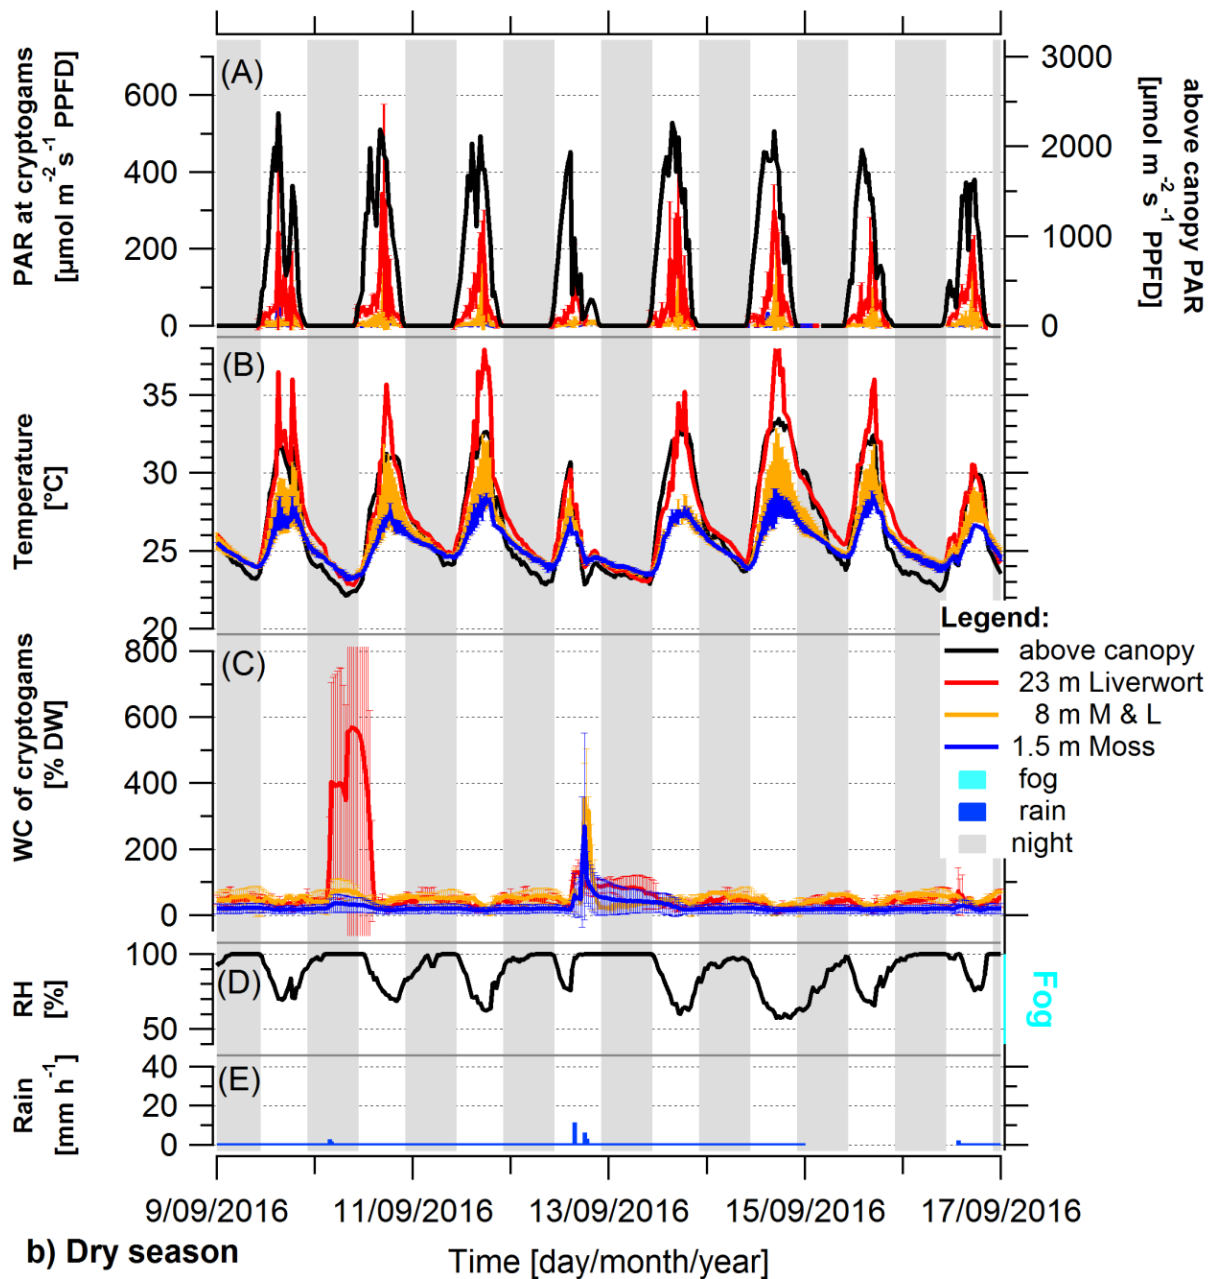 (A)
PAR at cryptogams
[µmol m⁻² s⁻¹ PPFD]
600
400
200
0
3000
2000
1000
0
above canopy PAR
[µmol m⁻² s⁻¹ PPFD]
(B)
Temperature
[°C]
35
30
25
20
Legend:
above canopy
23 m Liverwort
8 m M & L
1.5 m Moss
fog
rain
night
(C)
WC of cryptogams
[% DW]
800
600
400
200
0
(D)
RH
[%]
100
50
Fog
(E)
Rain
[mm h⁻¹]
40
20
0
9/09/2016 11/09/2016 13/09/2016 15/09/2016 17/09/2016
b) Dry season Time [day/month/year]